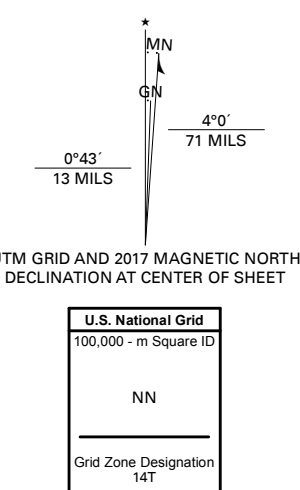 ★
MN
GN
4°0´
71 MILS
0°43´
13 MILS
UTM GRID AND 2017 MAGNETIC NORTH
DECLINATION AT CENTER OF SHEET
U.S. National Grid
100,000 - m Square ID
NN
Grid Zone Designation
14T